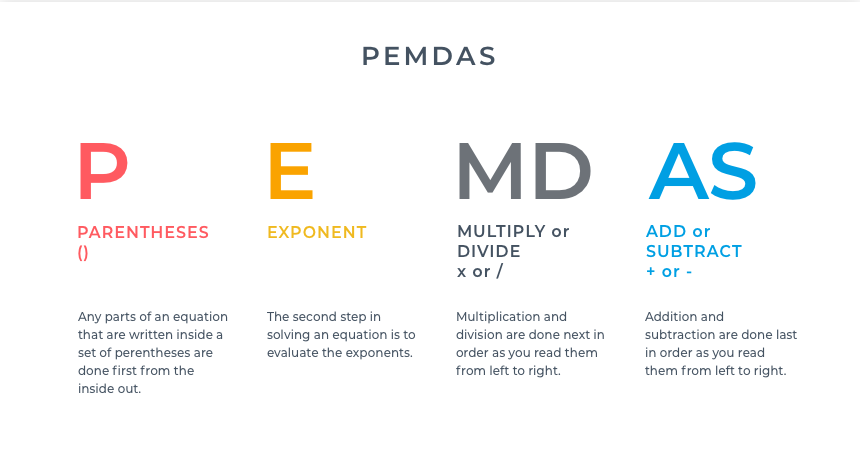 PEMDAS
P
PARENTHESES
()
Any parts of an equation
that are written inside a
set of perentheses are
done first from the
inside out.
E
EXPONENT
The second step in
solving an equation is to
evaluate the exponents.
MD
MULTIPLY or
DIVIDE
x or /
Multiplication and
division are done next in
order as you read them
from left to right.
AS
ADD or
SUBTRACT
+ or -
Addition and
subtraction are done last
in order as you read
them from left to right.